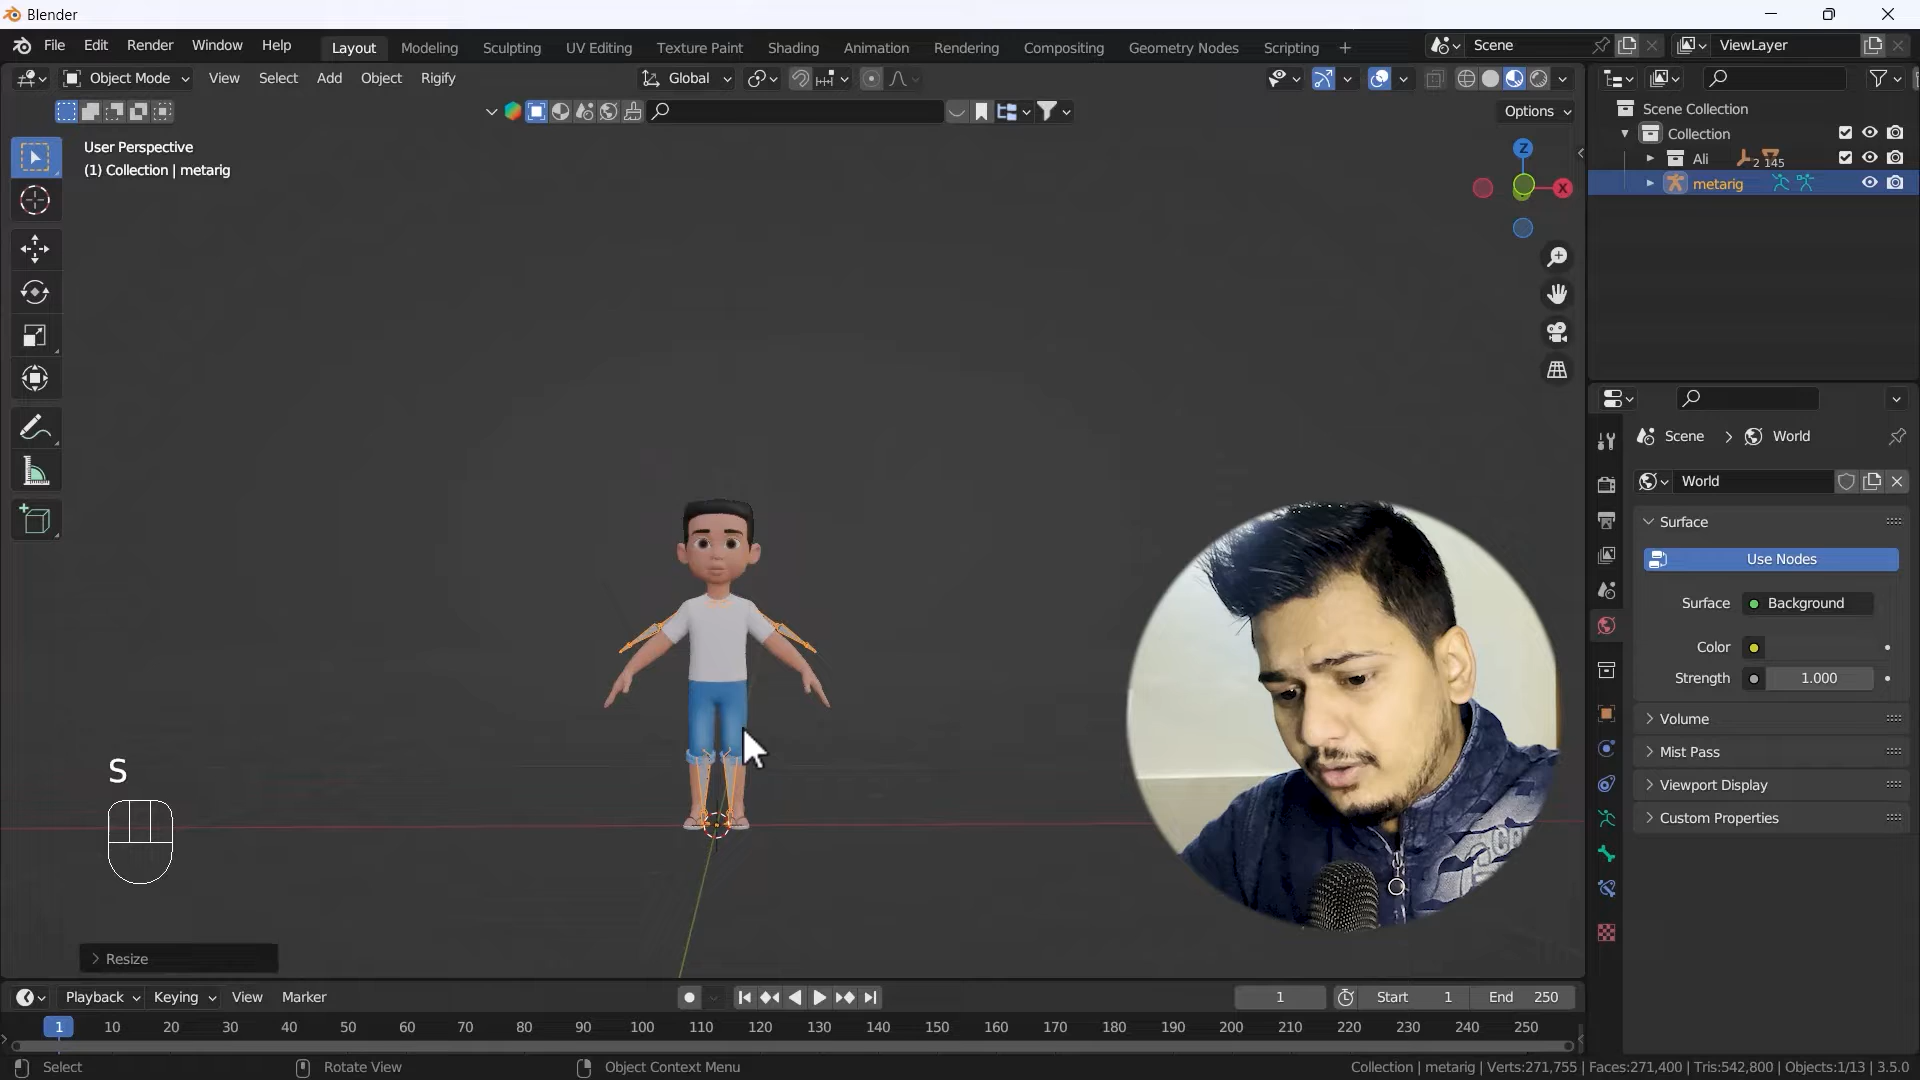 Blender
File Edit Render Window Help Layout Modeling Sculpting UV Editing Texture Paint Shading Animation Rendering Compositing Geometry Nodes Scripting + Scene ViewLayer
Object Mode View Select Add Object Rigify Global
Options
User Perspective
(1) Collection | metarig
Z
X
Scene Collection
Collection
Ali 2 145
metarig
Scene > World
World
Surface
Use Nodes
Surface Background
Color
Strength 1.000
Volume
Mist Pass
Viewport Display
Custom Properties
S
> Resize
Playback Keying View Marker 1 Start 1 End 250
1 10 20 30 40 50 60 70 80 90 100 110 120 130 140 150 160 170 180 190 200 210 220 230 240 250
Select Rotate View Object Context Menu Collection | metarig | Verts:271,755 | Faces:271,400 | Tris:542,800 | Objects:1/13 | 3.5.0